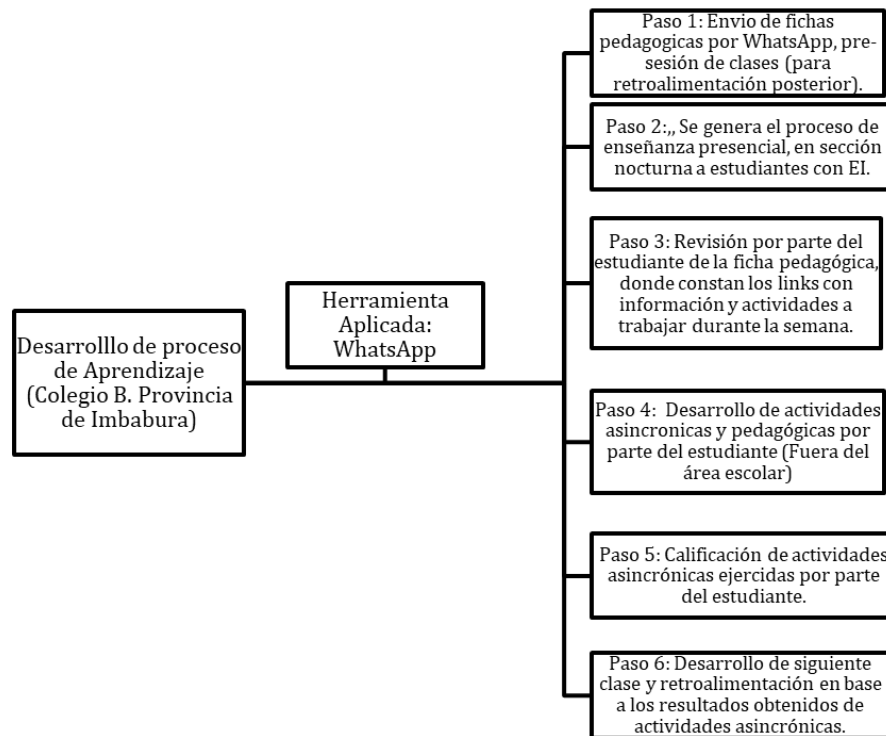 Desarrolllo de proceso
de Aprendizaje
(Colegio B. Provincia
de Imbabura)
Herramienta
Aplicada:
WhatsApp
Paso 1: Envio de fichas
pedagogicas por WhatsApp, pre-
sesión de clases (para
retroalimentación posterior).
Paso 2:,, Se genera el proceso de
enseñanza presencial, en sección
nocturna a estudiantes con EI.
Paso 3: Revisión por parte del
estudiante de la ficha pedagógica,
donde constan los links con
información y actividades a
trabajar durante la semana.
Paso 4: Desarrollo de actividades
asincronicas y pedagógicas por
parte del estudiante (Fuera del
área escolar)
Paso 5: Calificación de actividades
asincrónicas ejercidas por parte
del estudiante.
Paso 6: Desarrollo de siguiente
clase y retroalimentación en base
a los resultados obtenidos de
actividades asincrónicas.